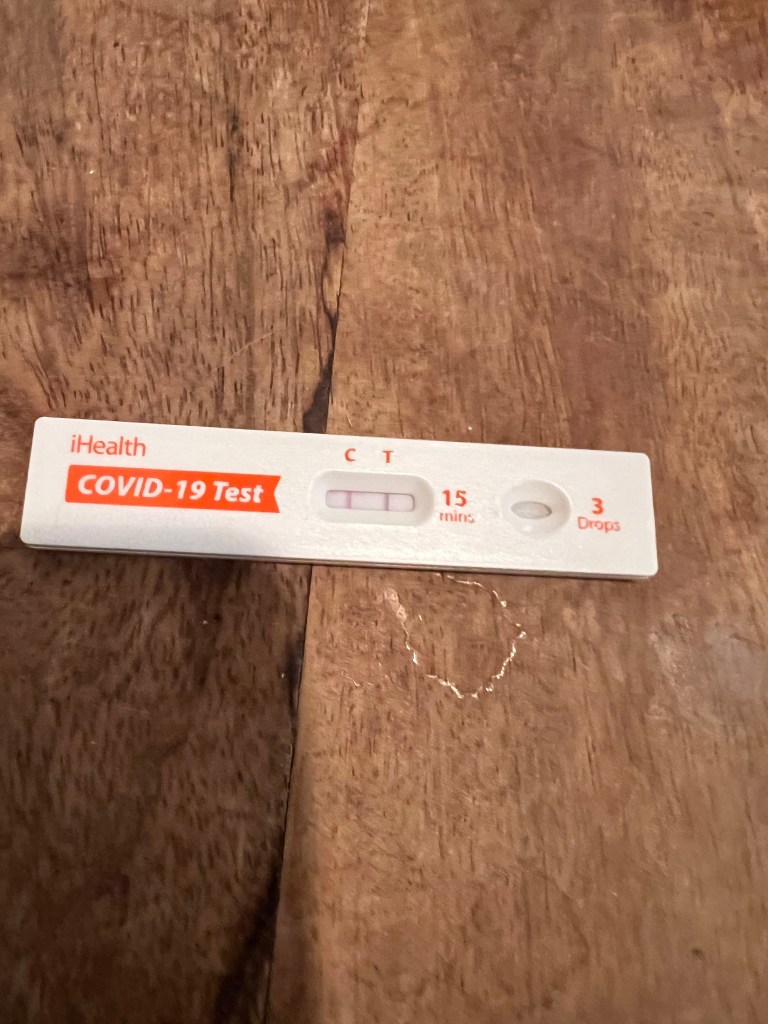 iHealth
COVID-19 Test
C T
15
mins
3
Drops